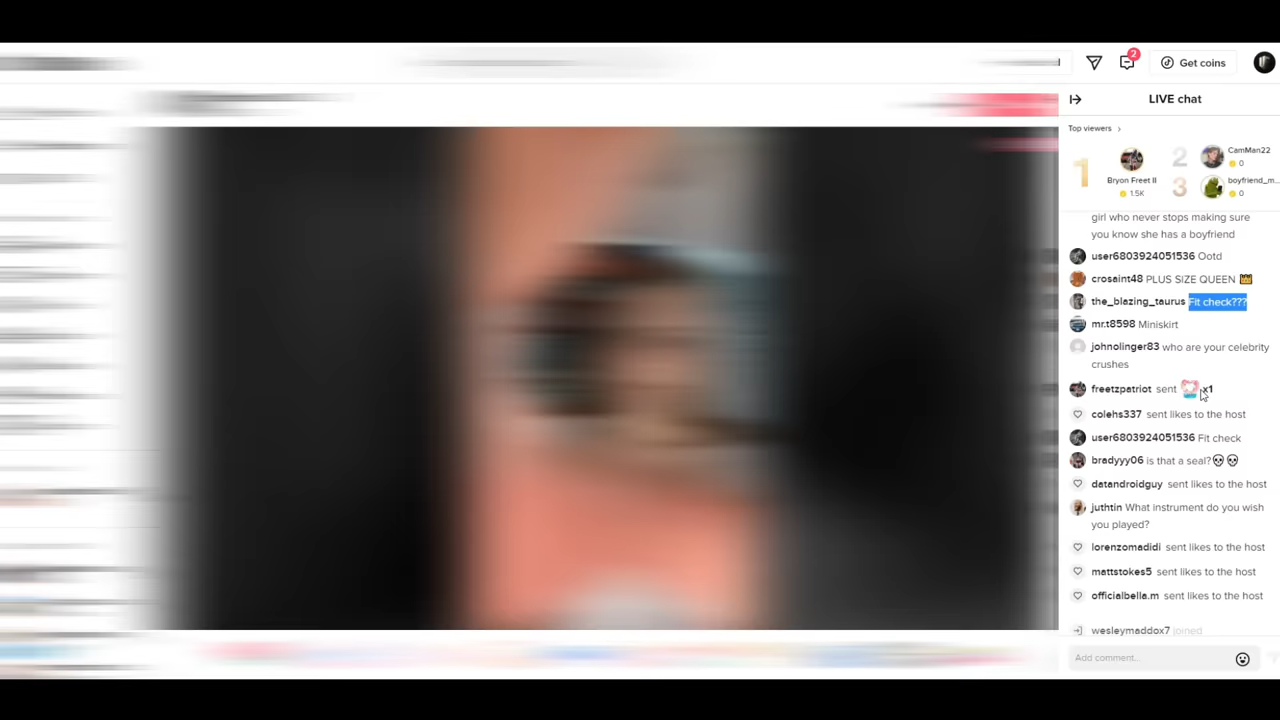 2
Get coins
LIVE chat
Top viewers >
1
Bryon Freet II
1.5K
2
CamMan22
0
3
boyfriend_m...
0
girl who never stops making sure
you know she has a boyfriend
user6803924051536 Ootd
crosaint48 PLUS SIZE QUEEN 👑
the_blazing_taurus Fit check???
mr.t8598 Miniskirt
johnolinger83 who are your celebrity
crushes
freetzpatriot sent x1
colehs337 sent likes to the host
user6803924051536 Fit check
bradyyy06 is that a seal?💀💀
datandroidguy sent likes to the host
juthtin What instrument do you wish
you played?
lorenzomadidi sent likes to the host
mattstokes5 sent likes to the host
officialbella.m sent likes to the host
wesleymaddox7 joined
Add comment...